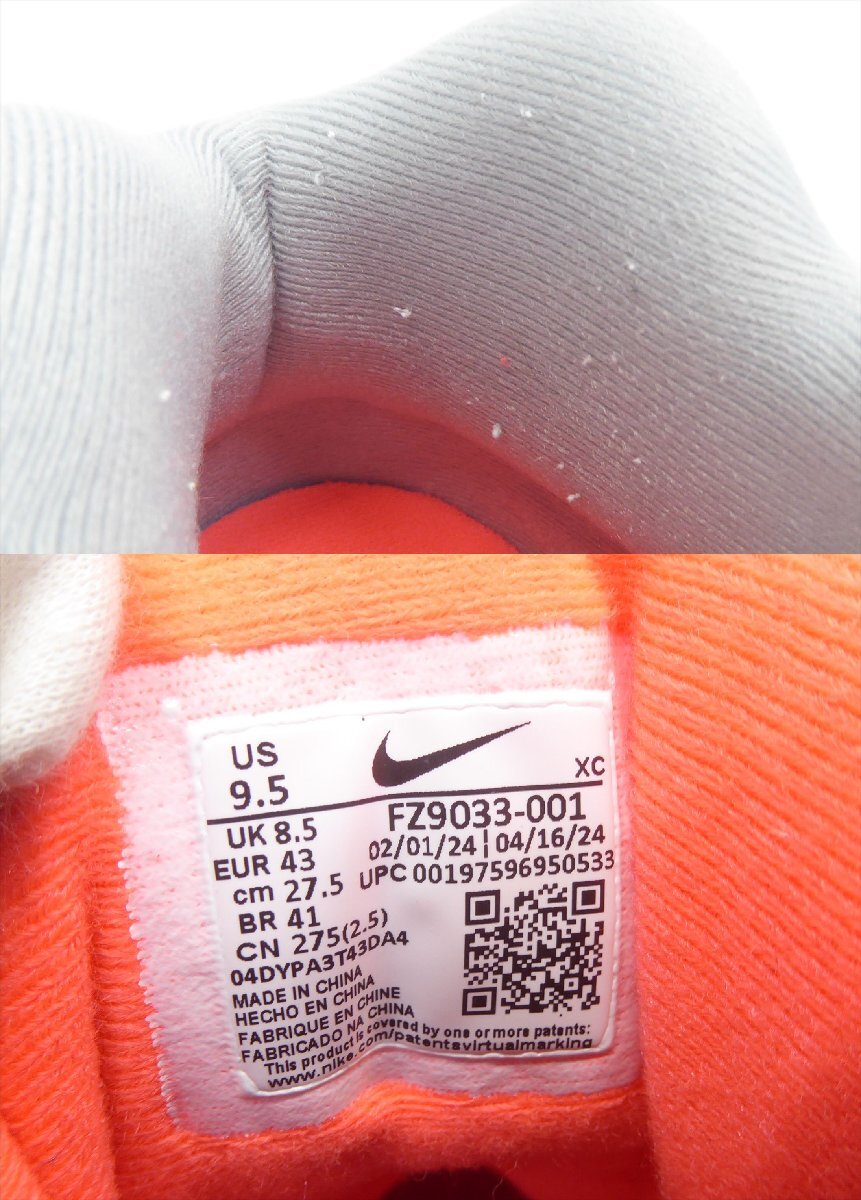 US
9.5
XC
UK 8.5
EUR 43
cm 27.5
BR 41
CN 275(2.5)
FZ9033-001
02/01/24 | 04/16/24
UPC 00197596950533
04DYPA3T43DA4
MADE IN CHINA
HECHO EN CHINA
FABRIQUE EN CHINE
FABRICADO NA CHINA
This product is covered by one or more patents:
www.nike.com/patentsvirtualmarking